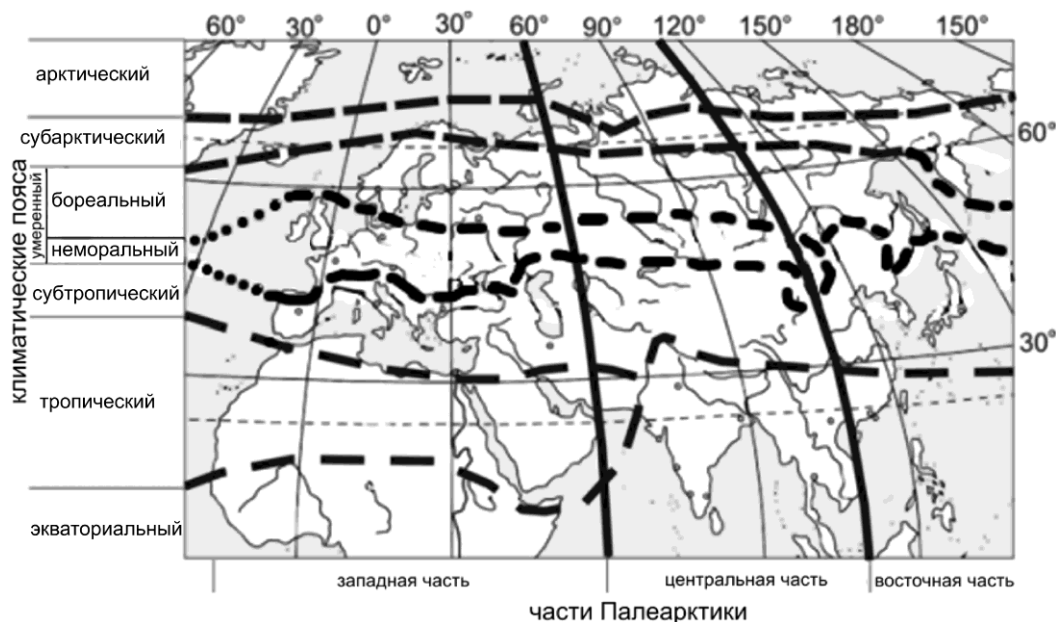 60° 30° 0° 30° 60° 90° 120° 150° 180° 150°
арктический
субарктический
60°
бореальный
умеренный
неморальный
субтропический
климатические пояса
30°
тропический
экваториальный
западная часть центральная часть восточная часть
части Палеарктики